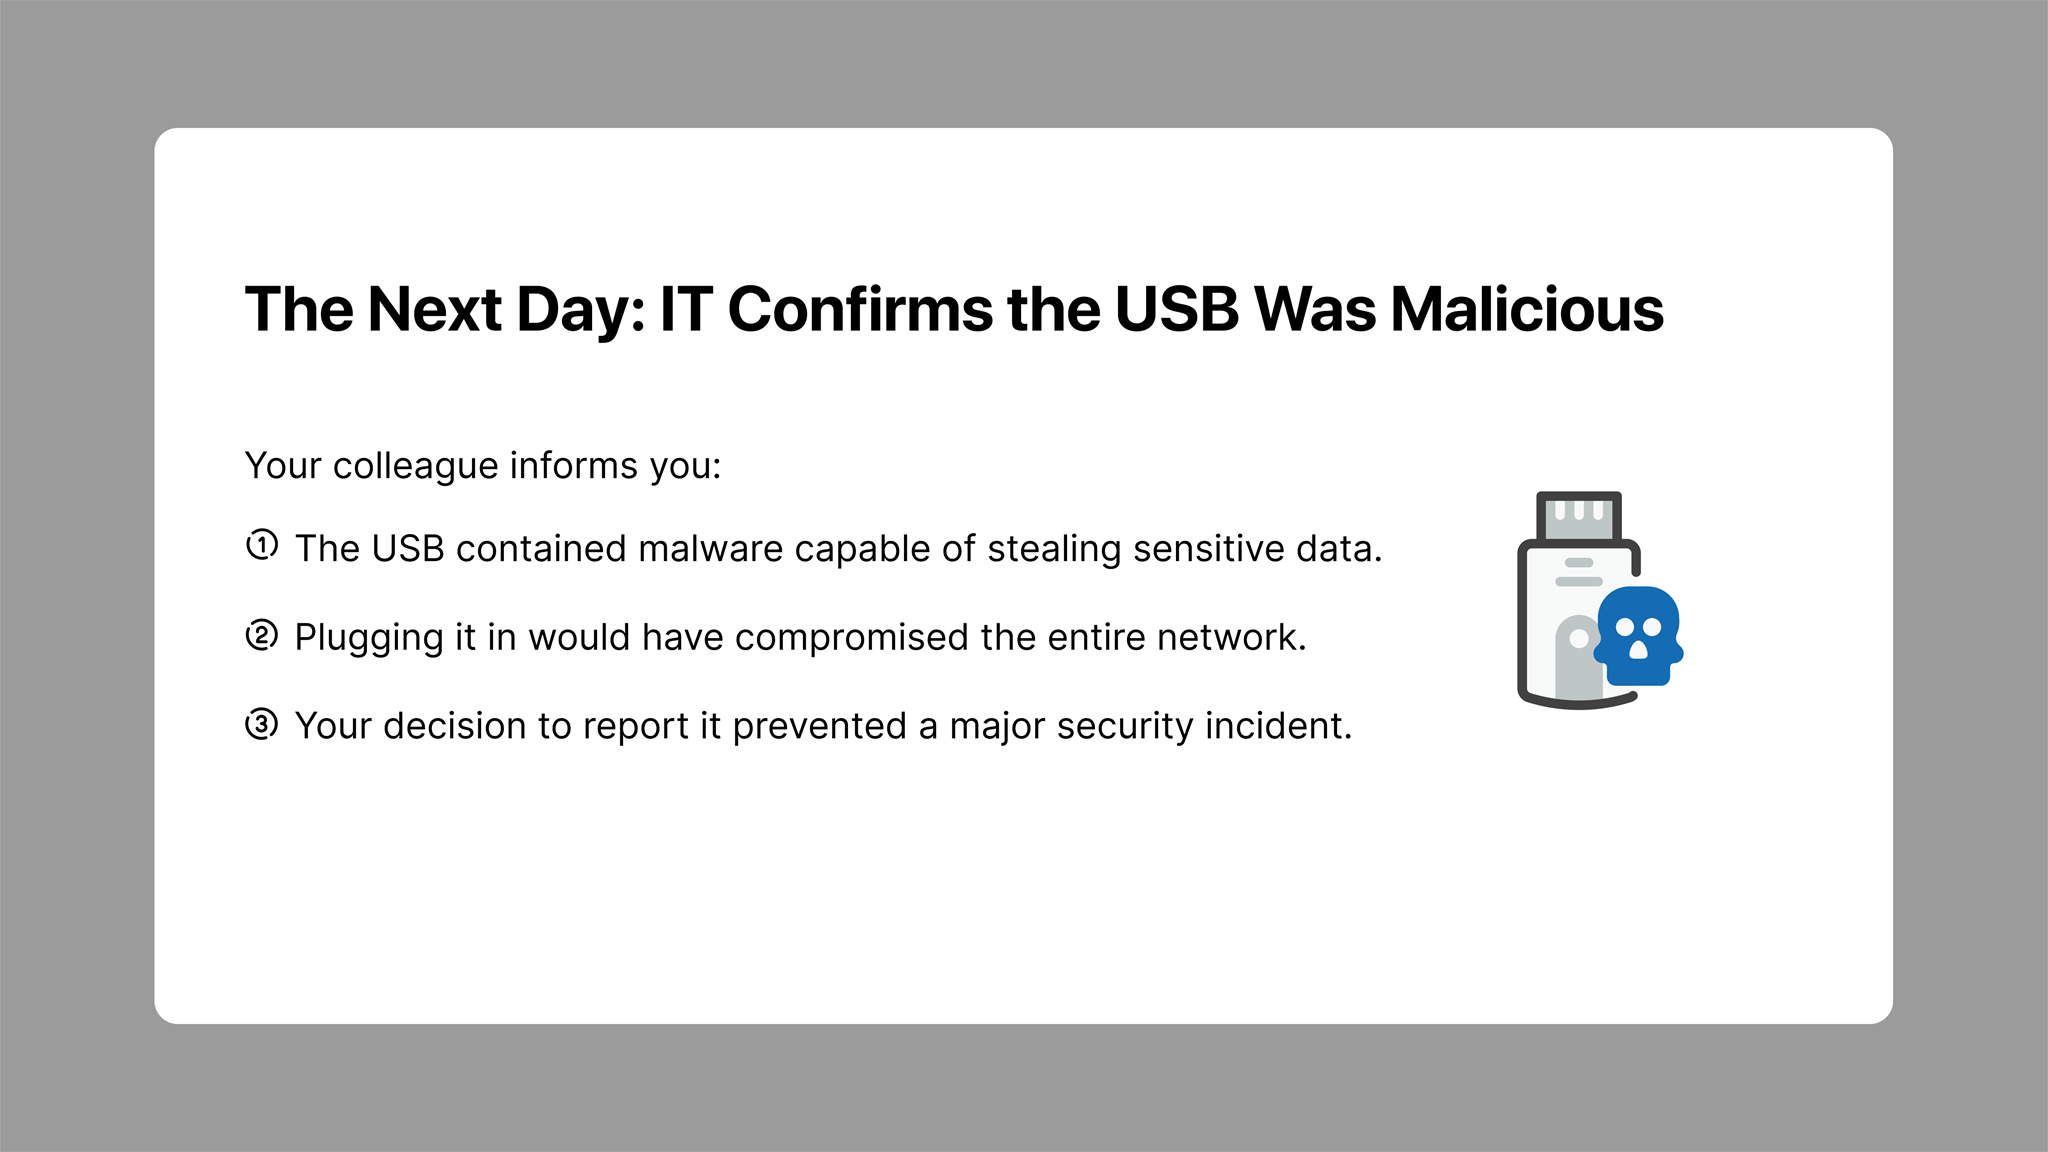 The Next Day: IT Confirms the USB Was Malicious
Your colleague informs you:
① The USB contained malware capable of stealing sensitive data.
② Plugging it in would have compromised the entire network.
③ Your decision to report it prevented a major security incident.